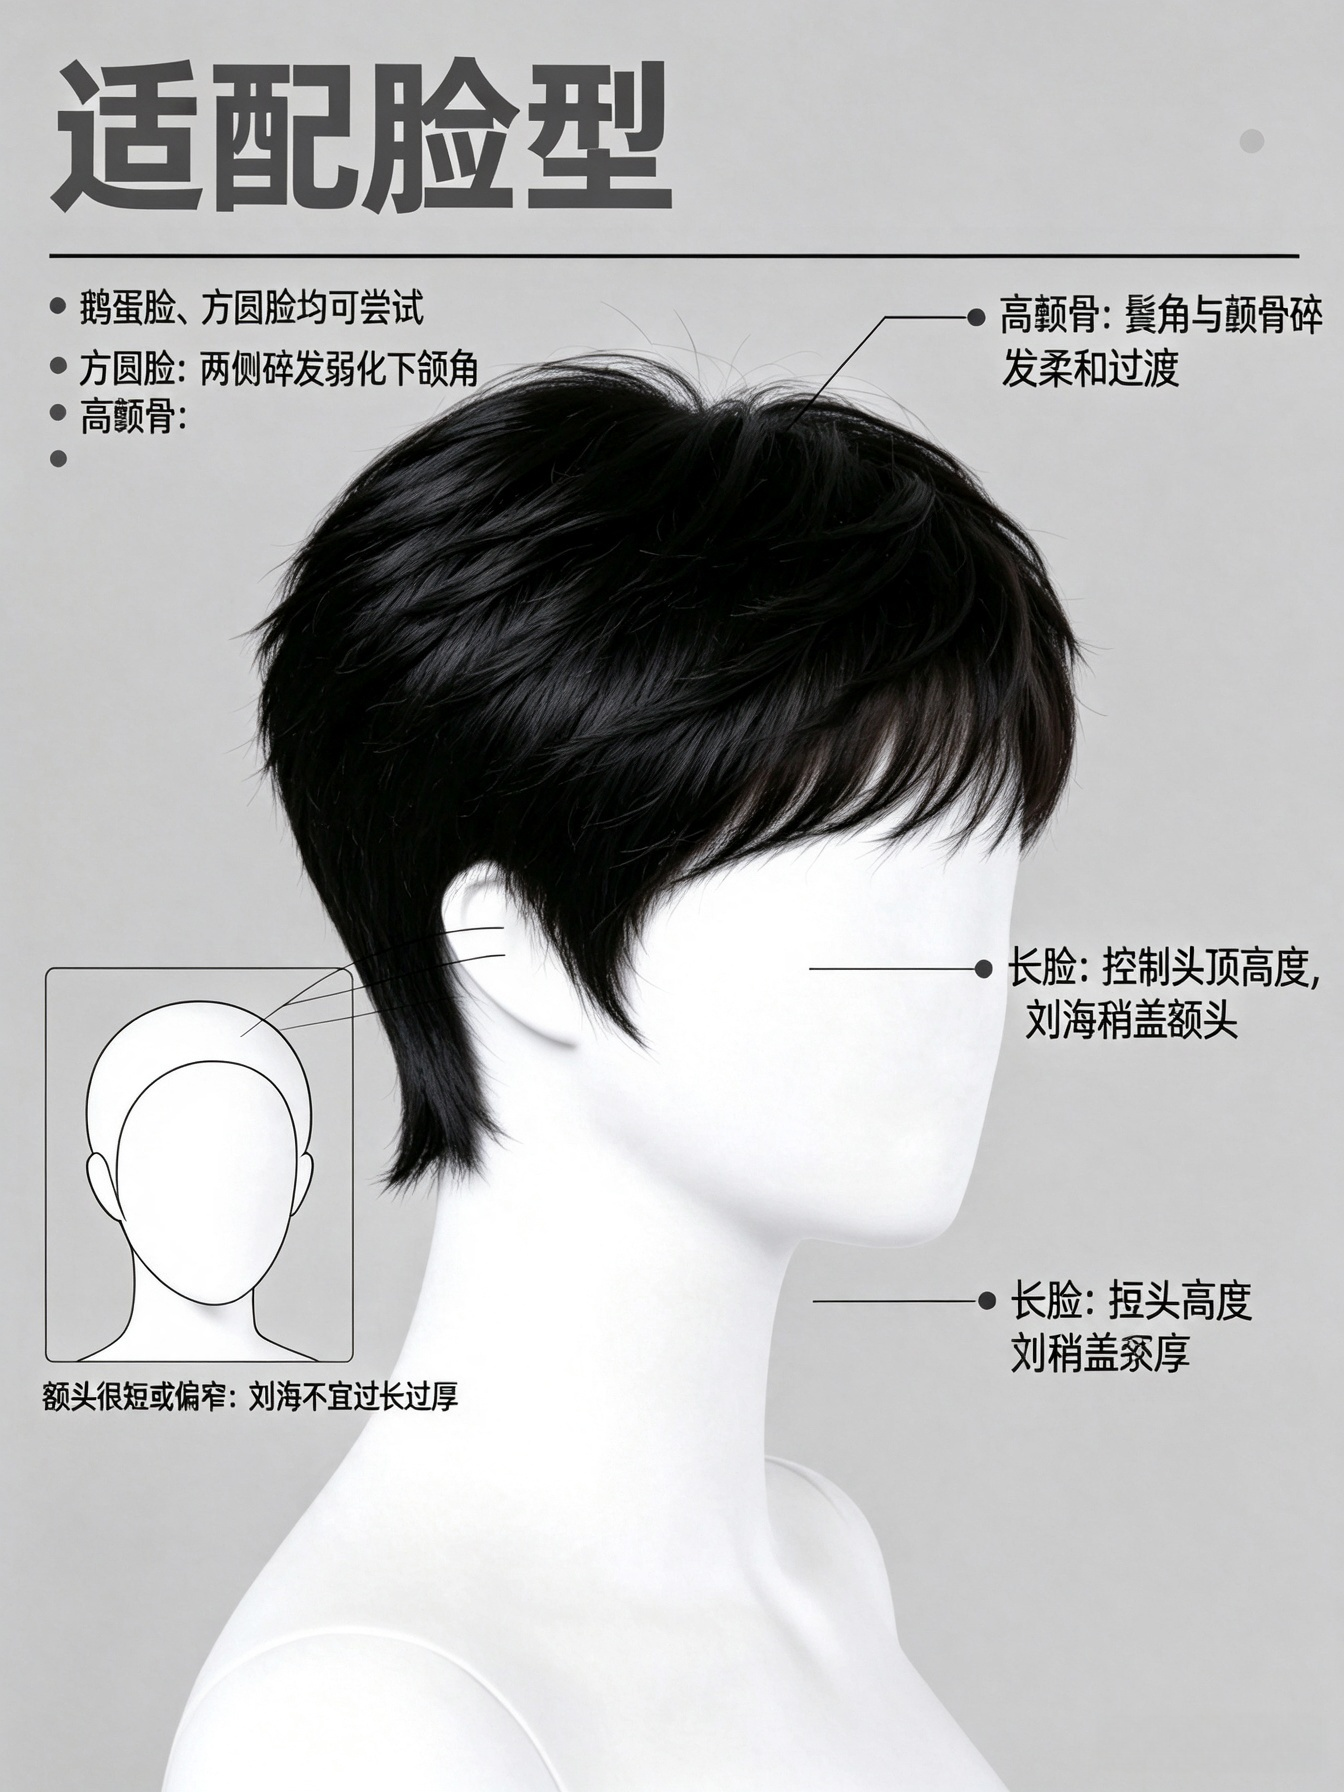 适配脸型
鹅蛋脸、方圆脸均可尝试
方圆脸：两侧碎发弱化下颌角
高骨：
高骨：鬓角与骨碎
发柔和过渡
长脸：控制头顶高度，
刘海稍盖额头
长脸：头高度
刘稍盖厚
额头很短或偏窄：刘海不宜过长过厚